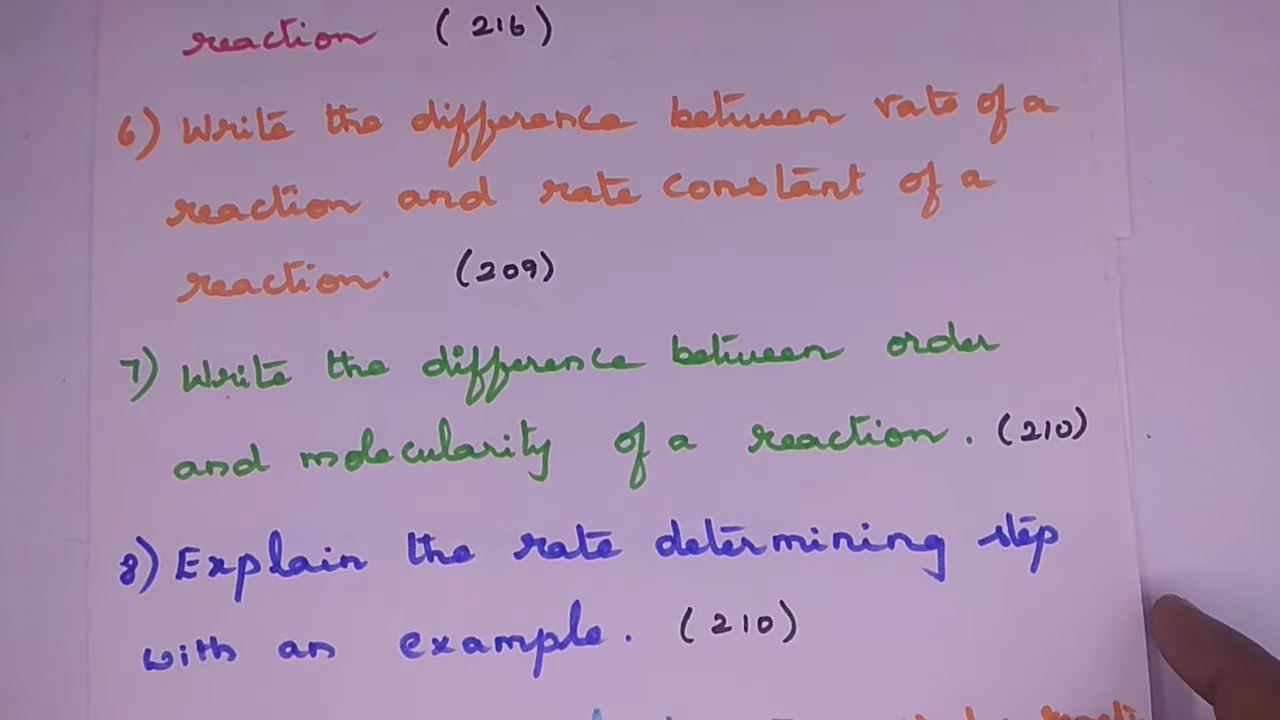 reaction (216)
6) Write the difference between rate of a
reaction and rate constant of a
reaction. (209)
7) Write the difference between order
and molecularity of a reaction. (210)
8) Explain the rate determining step
with an example. (210)